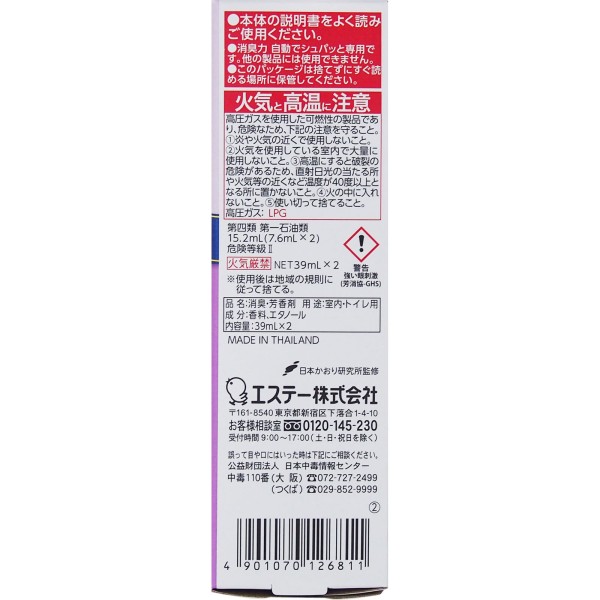 ●本体の説明書をよく読み
ご使用ください。
●消臭力 自動でシュパッと専用で
す。他の製品には使用できません。
●このパッケージは捨てずにすぐ読
める場所に保管してください。
火気と高温に注意
高圧ガスを使用した可燃性の製品であ
り、危険なため、下記の注意を守ること。
①炎や火気の近くで使用しないこと。
②火気を使用している室内で大量に
使用しないこと。③高温にすると破裂の
危険があるため、直射日光の当たる所
や火気等の近くなど温度が40度以上と
なる所に置かないこと。④火の中に入
れないこと。⑤使い切って捨てること。
高圧ガス: LPG
第四類 第一石油類
15.2mL(7.6mL×2)
危険等級Ⅱ
火気厳禁 NET39mL×2
※使用後は地域の規則に
従って捨てる。
警告
強い眼刺激
(芳消協-GHS)
品名:消臭・芳香剤 用途:室内・トイレ用
成分:香料、エタノール
内容量:39mL×2
MADE IN THAILAND
日本かおり研究所監修
エステー株式会社
〒161-8540 東京都新宿区下落合1-4-10
お客様相談室 0120-145-230
受付時間 9:00〜17:00(土・日・祝日を除く)
誤って目や口にはいった時は下記にご相談ください。
公益財団法人 日本中毒情報センター
中毒110番(大 阪) ☎072-727-2499
(つくば) ☎029-852-9999
②
4 901070 126811